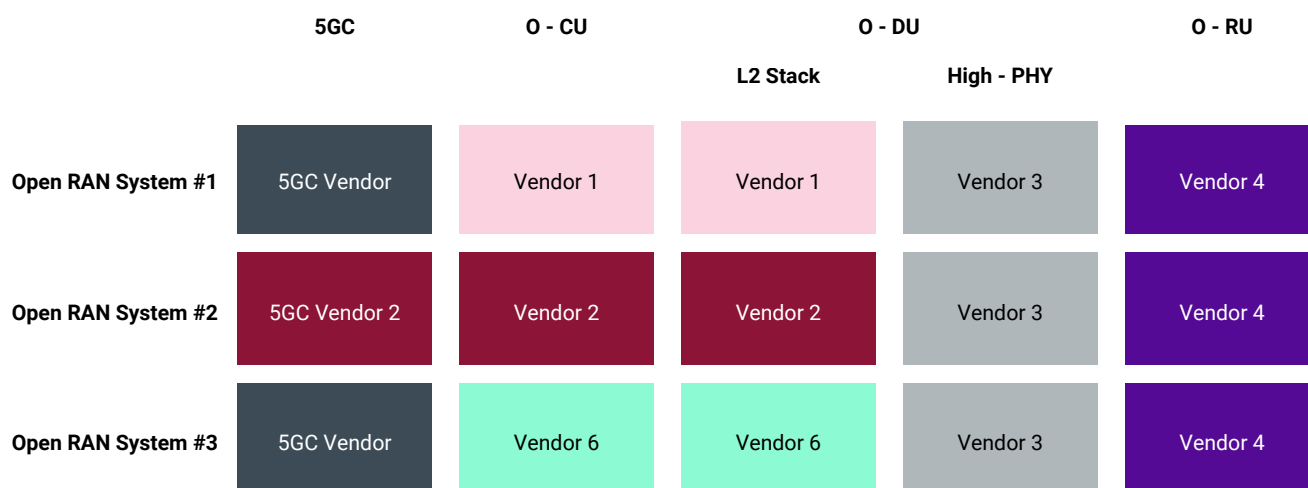 5GC O - CU O - DU O - RU
L2 Stack High - PHY
Open RAN System #1 5GC Vendor Vendor 1 Vendor 1 Vendor 3 Vendor 4
Open RAN System #2 5GC Vendor 2 Vendor 2 Vendor 2 Vendor 3 Vendor 4
Open RAN System #3 5GC Vendor Vendor 6 Vendor 6 Vendor 3 Vendor 4